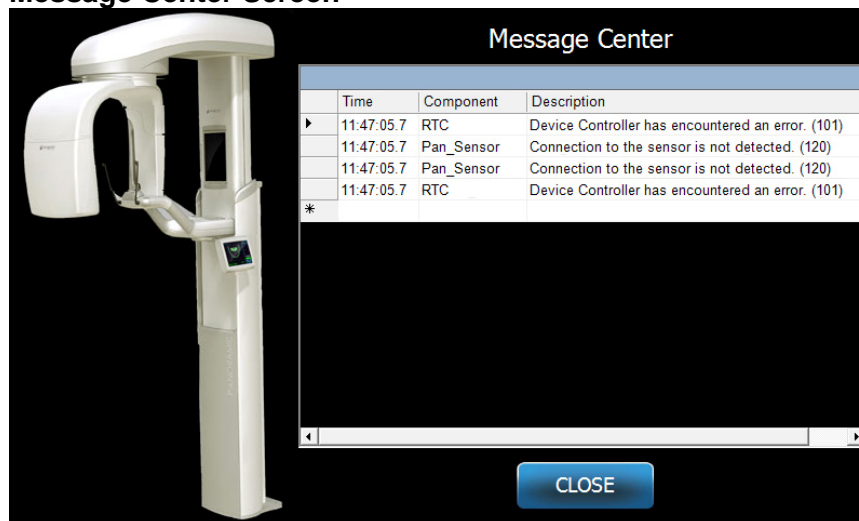 Message Center Screen
Message Center
Time Component Description
11:47:05.7 RTC Device Controller has encountered an error. (101)
11:47:05.7 Pan_Sensor Connection to the sensor is not detected. (120)
11:47:05.7 Pan_Sensor Connection to the sensor is not detected. (120)
11:47:05.7 RTC Device Controller has encountered an error. (101)
*
PANORAMIC
CLOSE